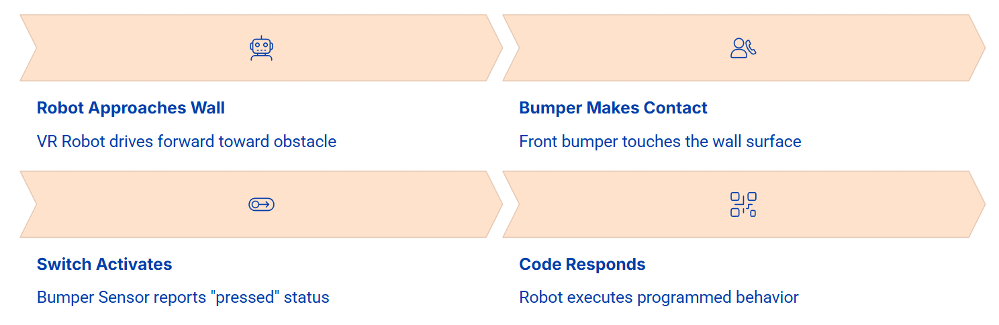 Robot Approaches Wall
VR Robot drives forward toward obstacle
Bumper Makes Contact
Front bumper touches the wall surface
Switch Activates
Bumper Sensor reports "pressed" status
Code Responds
Robot executes programmed behavior